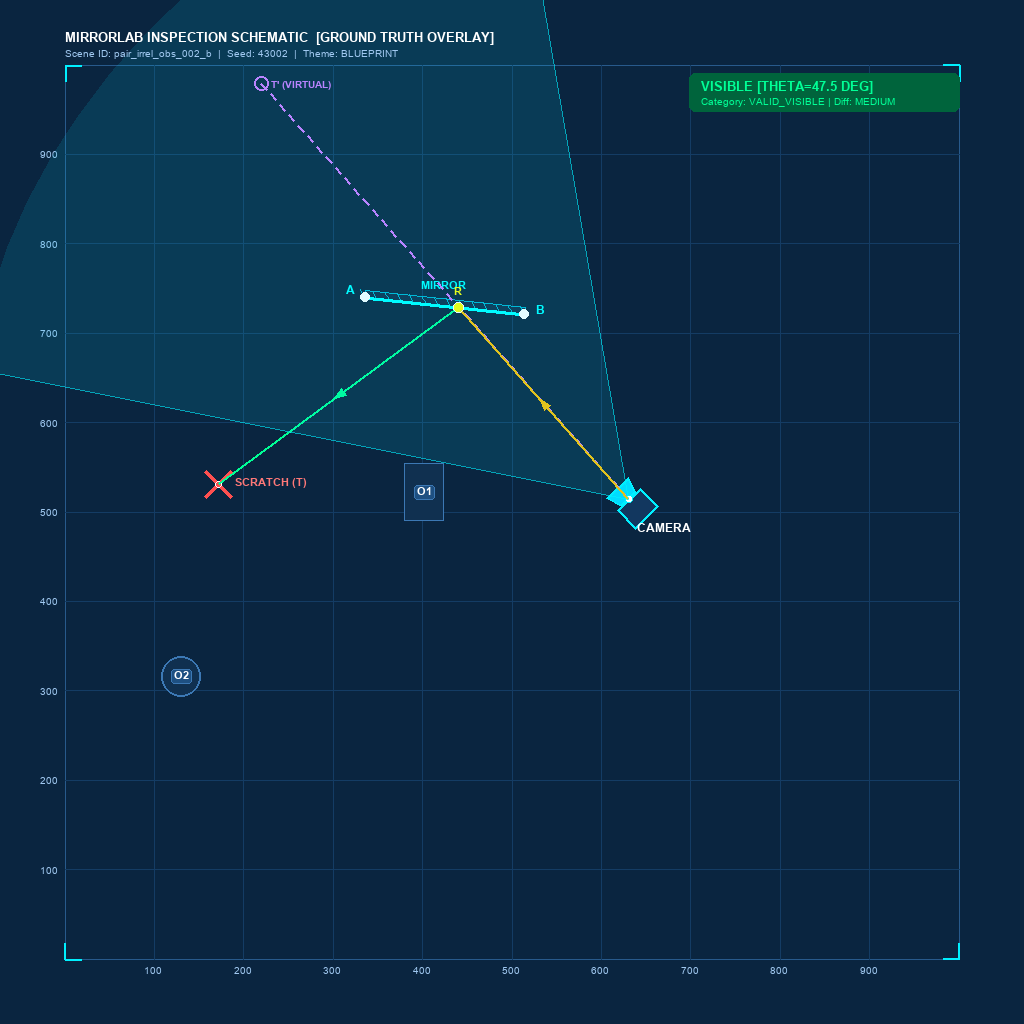 MIRRORLAB INSPECTION SCHEMATIC [GROUND TRUTH OVERLAY]
Scene ID: pair_irrel_obs_002_b | Seed: 43002 | Theme: BLUEPRINT
VISIBLE [THETA=47.5 DEG]
Category: VALID_VISIBLE | Diff: MEDIUM
T' (VIRTUAL)
900
800
MIRROR
A
R
B
700
600
SCRATCH (T)
O1
500
CAMERA
400
O2
300
200
100
100 200 300 400 500 600 700 800 900